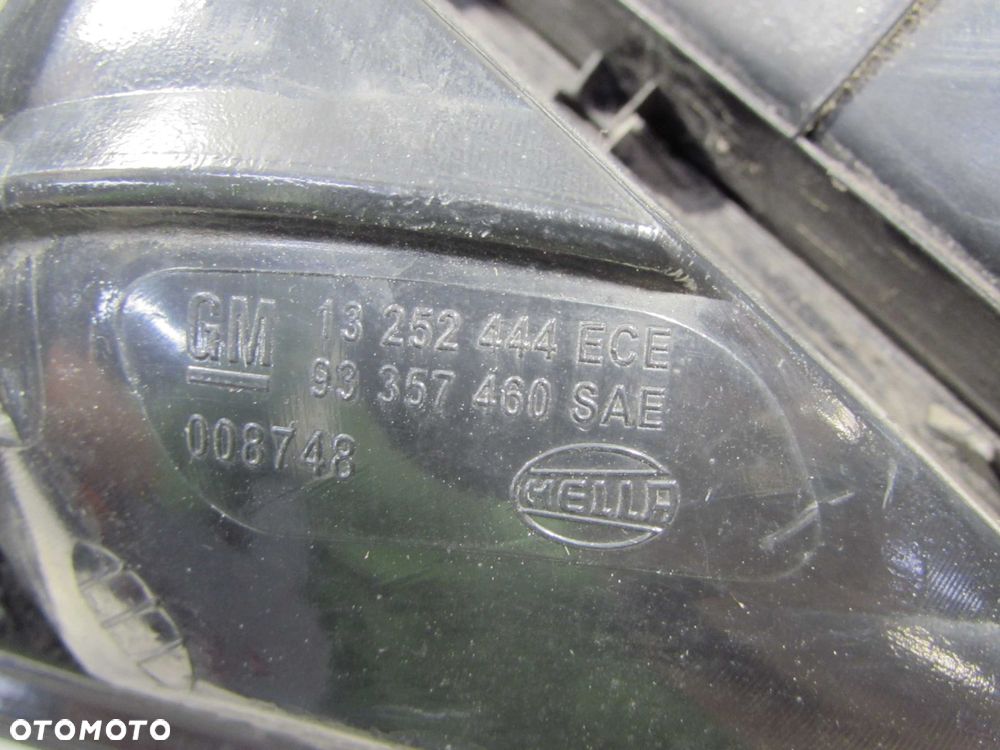 GM 13 252 444 ECE
93 357 460 SAE
008748
HELLA
OTOMOTO